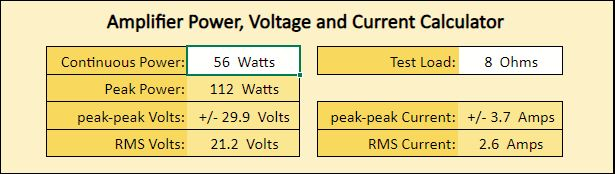 Amplifier Power, Voltage and Current Calculator
Continuous Power: 56 Watts Test Load: 8 Ohms
Peak Power: 112 Watts
peak-peak Volts: +/- 29.9 Volts peak-peak Current: +/- 3.7 Amps
RMS Volts: 21.2 Volts RMS Current: 2.6 Amps